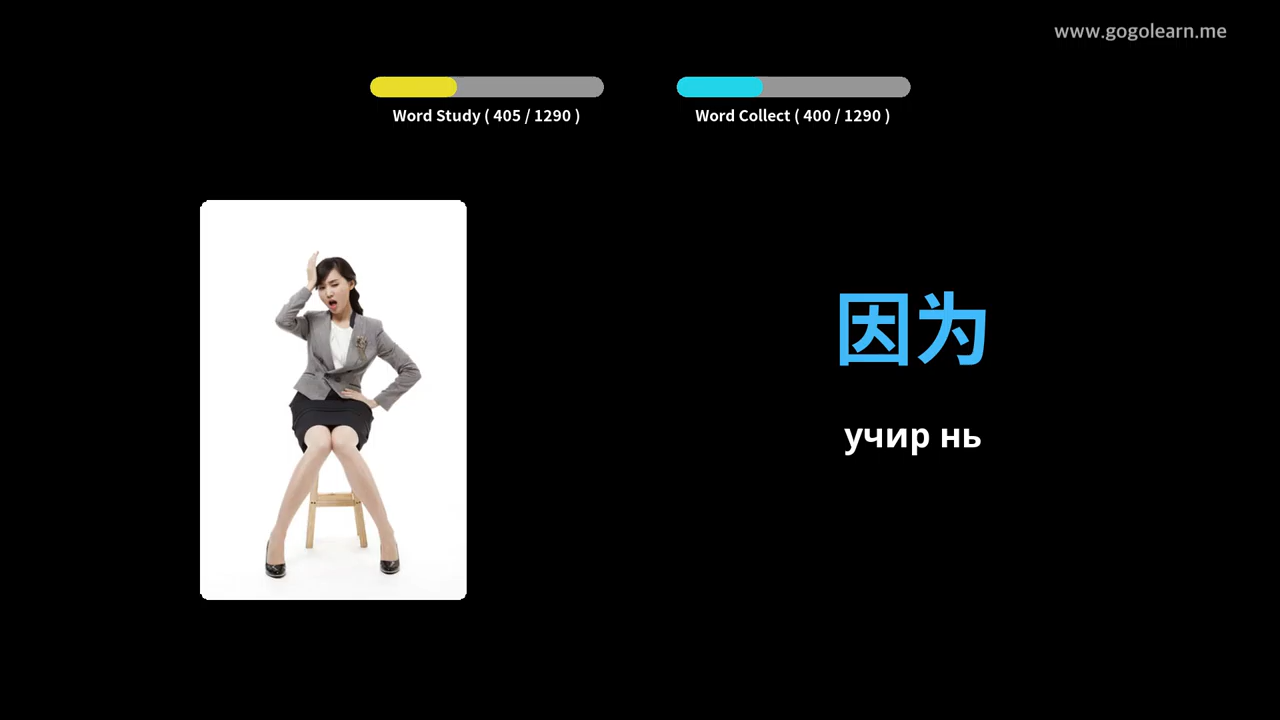 www.gogolearn.me
Word Study ( 405 / 1290 )
Word Collect ( 400 / 1290 )
因为
учир нь